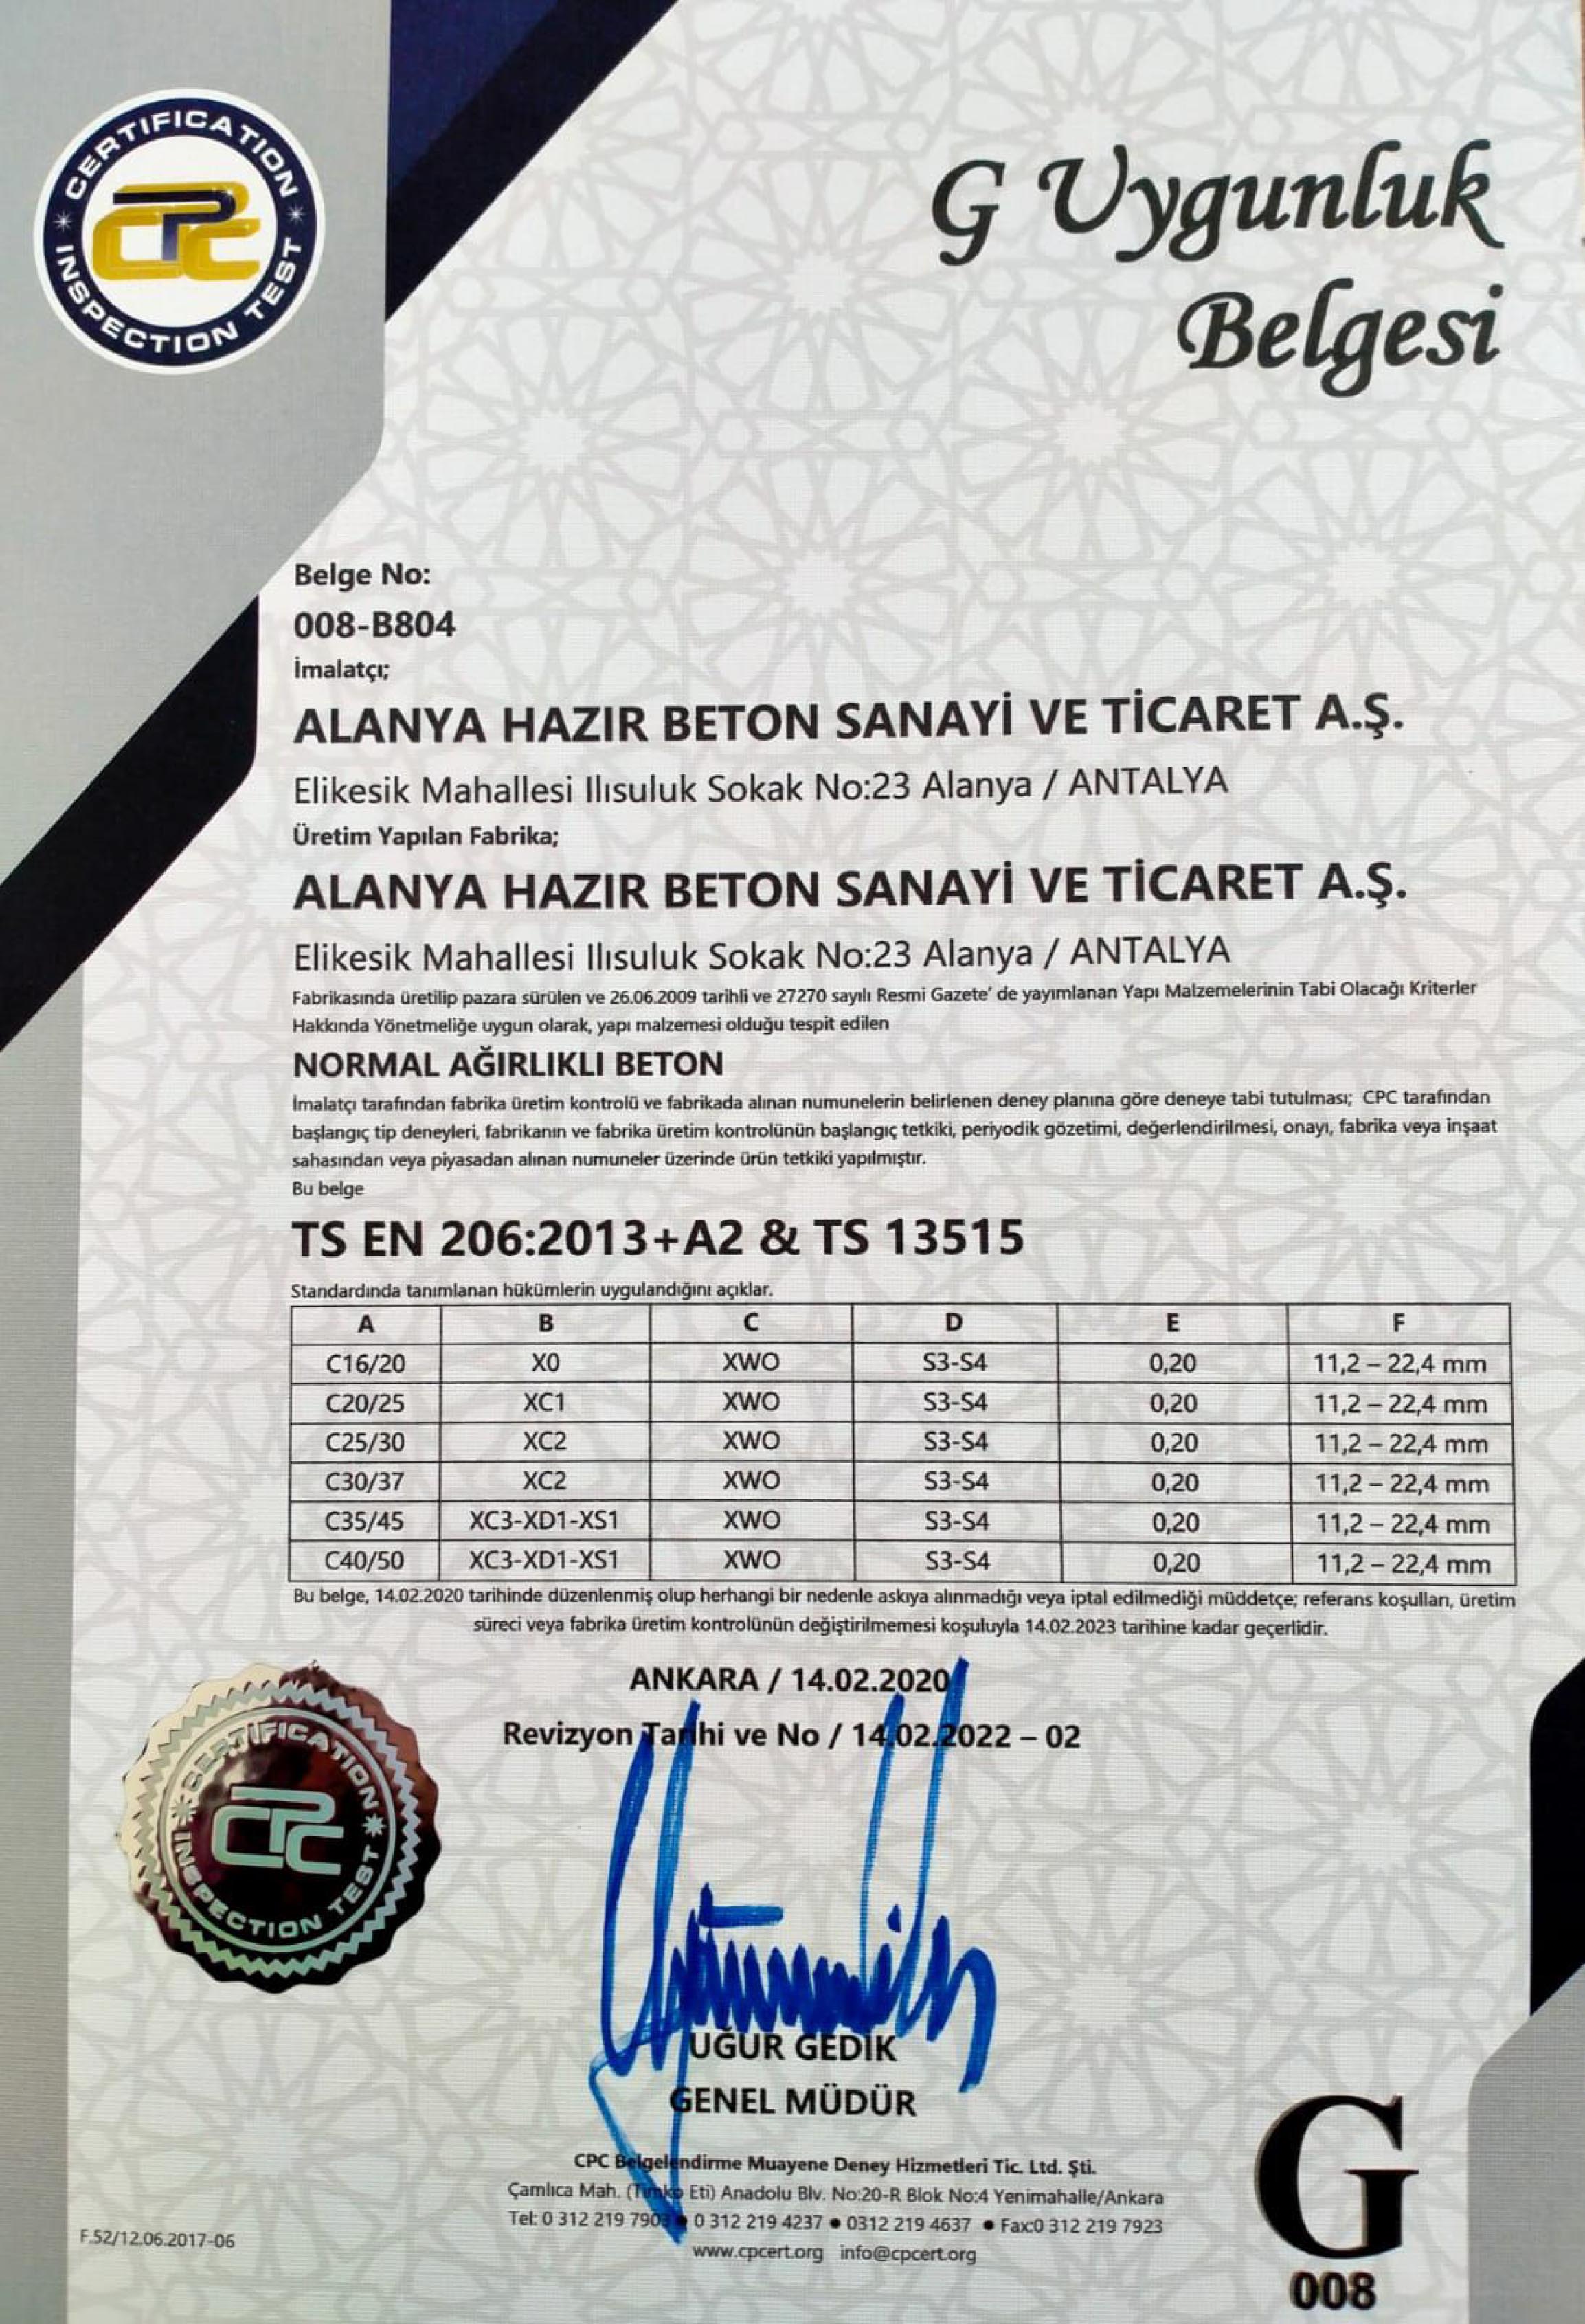 CERTIFICATION
CPC
INSPECTION TEST
G Uygunluk
Belgesi
Belge No:
008-B804
İmalatçı;
ALANYA HAZIR BETON SANAYİ VE TİCARET A.Ş.
Elikesik Mahallesi Ilısuluk Sokak No:23 Alanya / ANTALYA
Üretim Yapılan Fabrika;
ALANYA HAZIR BETON SANAYİ VE TİCARET A.Ş.
Elikesik Mahallesi Ilısuluk Sokak No:23 Alanya / ANTALYA
Fabrikasında üretilip pazara sürülen ve 26.06.2009 tarihli ve 27270 sayılı Resmi Gazete' de yayımlanan Yapı Malzemelerinin Tabi Olacağı Kriterler
Hakkında Yönetmeliğe uygun olarak, yapı malzemesi olduğu tespit edilen
NORMAL AĞIRLIKLI BETON
İmalatçı tarafından fabrika üretim kontrolü ve fabrikada alınan numunelerin belirlenen deney planına göre deneye tabi tutulması; CPC tarafından
başlangıç tip deneyleri, fabrikanın ve fabrika üretim kontrolünün başlangıç tetkiki, periyodik gözetimi, değerlendirilmesi, onayı, fabrika veya inşaat
sahasından veya piyasadan alınan numuneler üzerinde ürün tetkiki yapılmıştır.
Bu belge
TS EN 206:2013+A2 & TS 13515
Standardında tanımlanan hükümlerin uygulandığını açıklar.
A B C D E F
C16/20 X0 XWO S3-S4 0,20 11,2 – 22,4 mm
C20/25 XC1 XWO S3-S4 0,20 11,2 – 22,4 mm
C25/30 XC2 XWO S3-S4 0,20 11,2 – 22,4 mm
C30/37 XC2 XWO S3-S4 0,20 11,2 – 22,4 mm
C35/45 XC3-XD1-XS1 XWO S3-S4 0,20 11,2 – 22,4 mm
C40/50 XC3-XD1-XS1 XWO S3-S4 0,20 11,2 – 22,4 mm
Bu belge, 14.02.2020 tarihinde düzenlenmiş olup herhangi bir nedenle askıya alınmadığı veya iptal edilmediği müddetçe; referans koşulları, üretim
süreci veya fabrika üretim kontrolünün değiştirilmemesi koşuluyla 14.02.2023 tarihine kadar geçerlidir.
ANKARA / 14.02.2020
Revizyon Tarihi ve No / 14.02.2022 – 02
CERTIFICATION
CPC
INSPECTION TEST
UĞUR GEDİK
GENEL MÜDÜR
CPC Belgelendirme Muayene Deney Hizmetleri Tic. Ltd. Şti.
Çamlıca Mah. (Timko Eti) Anadolu Blv. No:20-R Blok No:4 Yenimahalle/Ankara
Tel: 0 312 219 7903 ● 0 312 219 4237 ● 0312 219 4637 ● Fax:0 312 219 7923
www.cpcert.org info@cpcert.org
F.52/12.06.2017-06
G
008